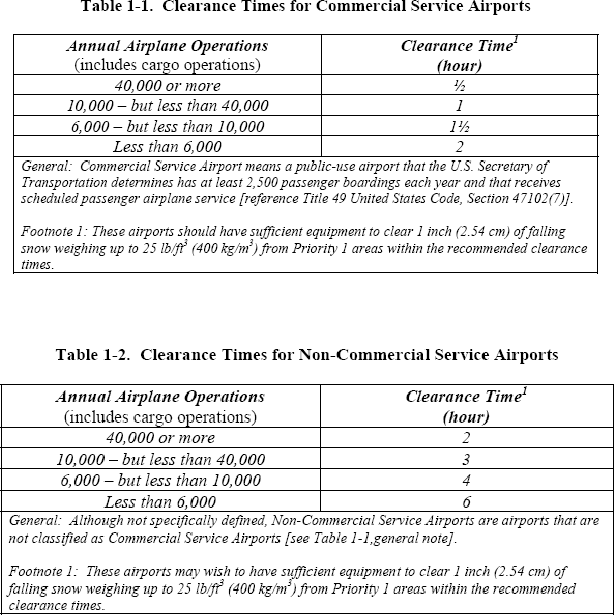 Table 1-1. Clearance Times for Commercial Service Airports
Annual Airplane Operations
(includes cargo operations)
Clearance Time1
(hour)
40,000 or more ½
10,000 – but less than 40,000 1
6,000 – but less than 10,000 1½
Less than 6,000 2
General: Commercial Service Airport means a public-use airport that the U.S. Secretary of
Transportation determines has at least 2,500 passenger boardings each year and that receives
scheduled passenger airplane service [reference Title 49 United States Code, Section 47102(7)].
Footnote 1: These airports should have sufficient equipment to clear 1 inch (2.54 cm) of falling
snow weighing up to 25 lb/ft3 (400 kg/m3) from Priority 1 areas within the recommended clearance
times.
Table 1-2. Clearance Times for Non-Commercial Service Airports
Annual Airplane Operations
(includes cargo operations)
Clearance Time1
(hour)
40,000 or more 2
10,000 – but less than 40,000 3
6,000 – but less than 10,000 4
Less than 6,000 6
General: Although not specifically defined, Non-Commercial Service Airports are airports that are
not classified as Commercial Service Airports [see Table 1-1,general note].
Footnote 1: These airports may wish to have sufficient equipment to clear 1 inch (2.54 cm) of
falling snow weighing up to 25 lb/ft3 (400 kg/m3) from Priority 1 areas within the recommended
clearance times.